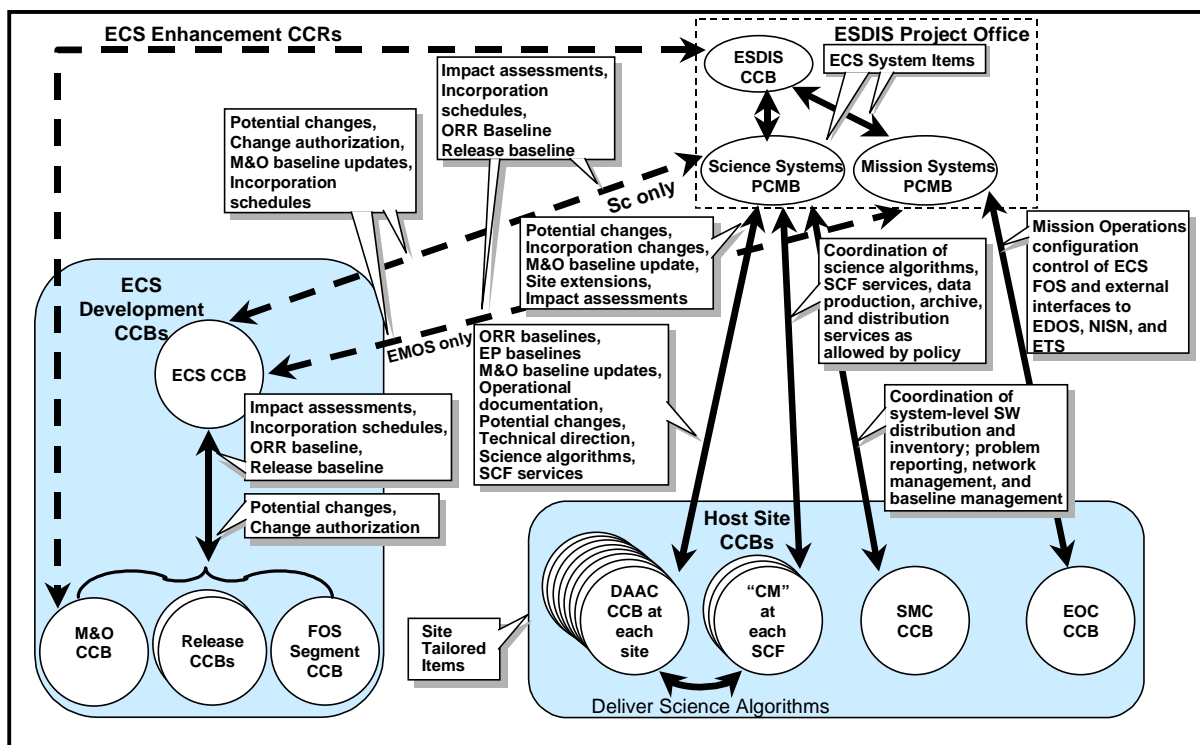 ECS Enhancement CCRs
ESDIS Project Office
ESDIS
CCB
ECS System Items
Impact assessments,
Incorporation
schedules,
ORR Baseline
Release baseline
Potential changes,
Change authorization,
M&O baseline updates,
Incorporation
schedules
Science Systems
PCMB
Mission Systems
PCMB
Sc only
EMOS only
Potential changes,
Incorporation changes,
M&O baseline update,
Site extensions,
Impact assessments
Coordination of
science algorithms,
SCF services, data
production, archive,
and distribution
services as
allowed by policy
Mission Operations
configuration
control of ECS
FOS and external
interfaces to
EDOS, NISN, and
ETS
ECS
Development
CCBs
ECS CCB
ORR baselines,
EP baselines
M&O baseline updates,
Operational
documentation,
Potential changes,
Technical direction,
Science algorithms,
SCF services
Impact assessments,
Incorporation schedules,
ORR baseline,
Release baseline
Coordination of
system-level SW
distribution and
inventory; problem
reporting, network
management, and
baseline management
Potential changes,
Change authorization
Host Site
CCBs
M&O
CCB
Release
CCBs
FOS
Segment
CCB
Site
Tailored
Items
DAAC
CCB at
each
site
“CM”
at
each
SCF
SMC
CCB
EOC
CCB
Deliver Science Algorithms